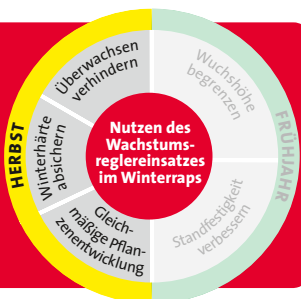 Überwachsen
verhindern
Wuchshöhe
begrenzen
HERBST
Winterhärte
absichern
Nutzen des
Wachstums-
reglereinsatzes
im Winterraps
FRÜHJAHR
Gleich-
mäßige Pflan-
zenentwicklung
Standfestigkeit
verbessern